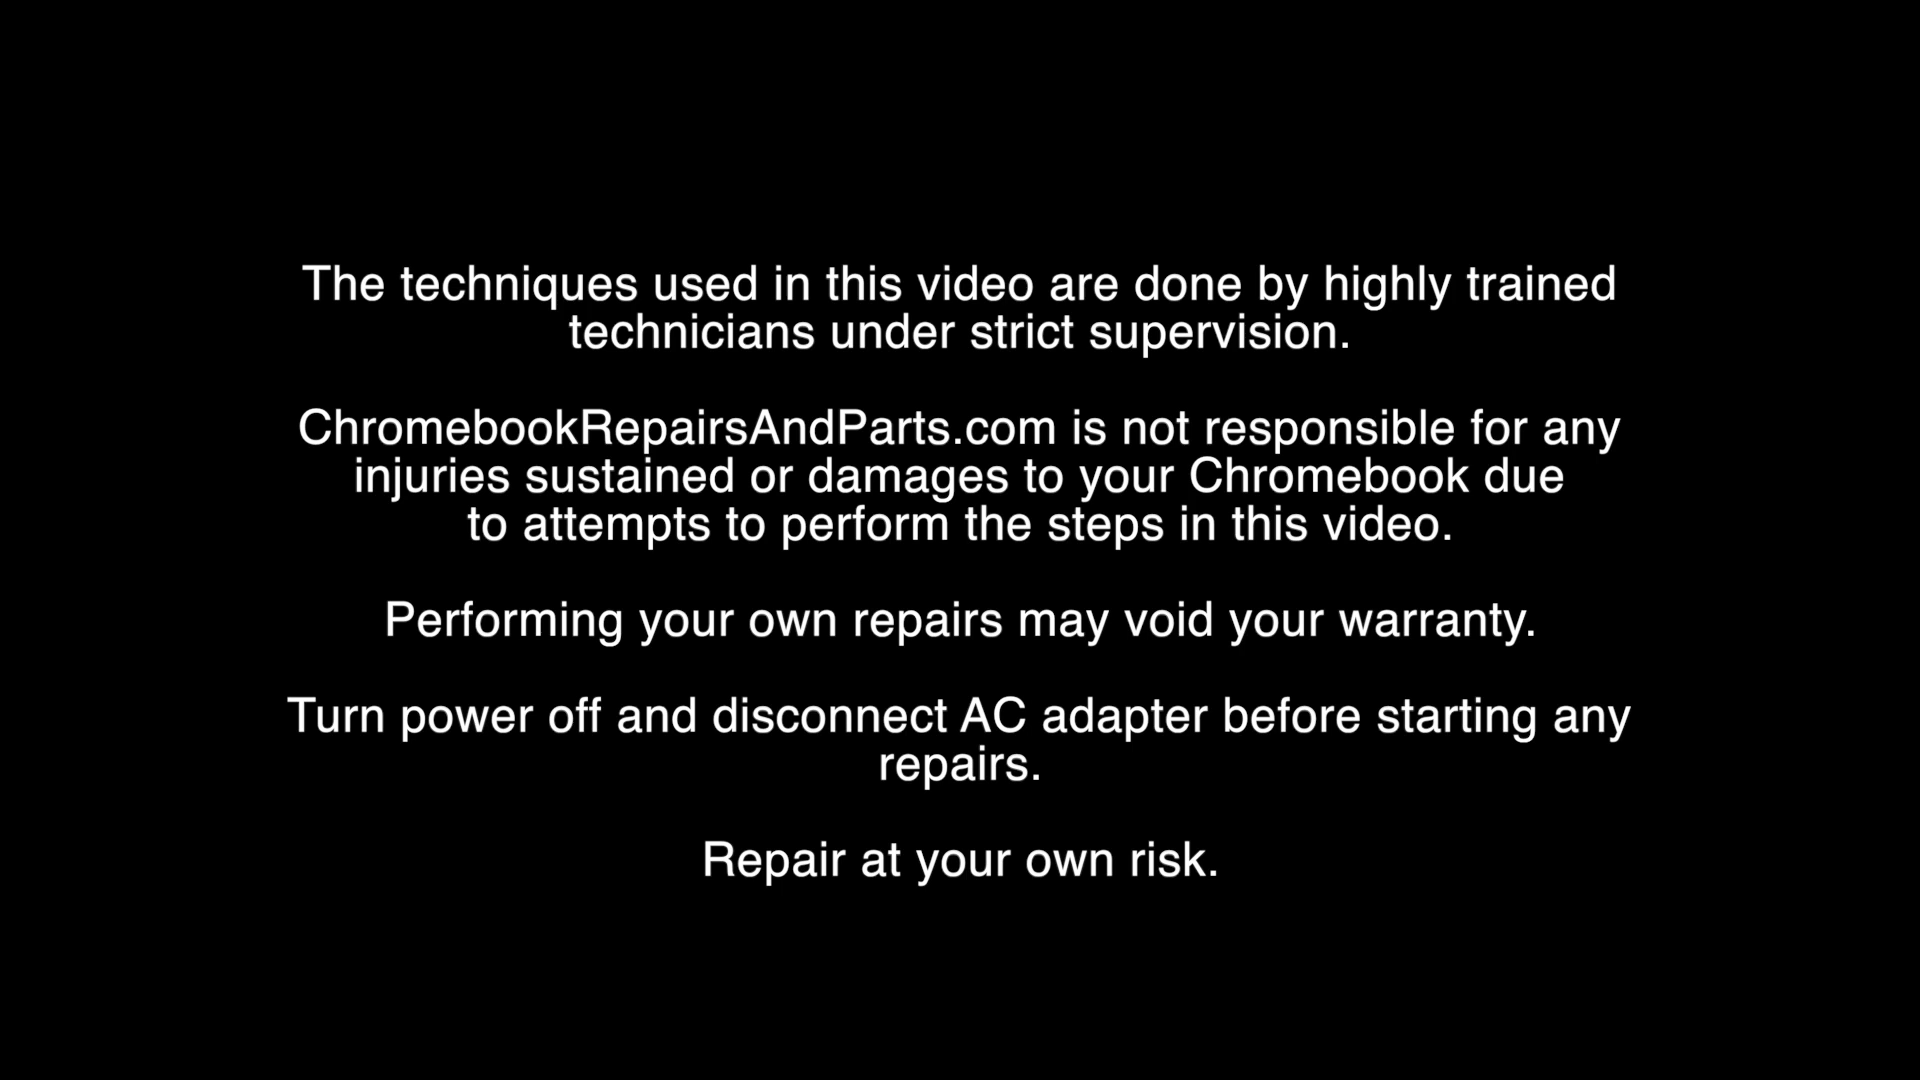 The techniques used in this video are done by highly trained
technicians under strict supervision.
ChromebookRepairsAndParts.com is not responsible for any
injuries sustained or damages to your Chromebook due
to attempts to perform the steps in this video.
Performing your own repairs may void your warranty.
Turn power off and disconnect AC adapter before starting any
repairs.
Repair at your own risk.